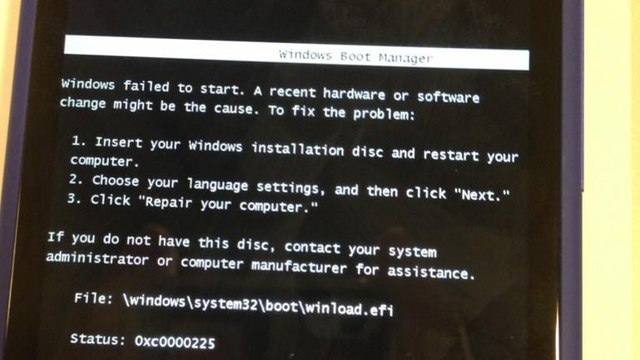 Windows Boot Manager
Windows failed to start. A recent hardware or software
change might be the cause. To fix the problem:
1. Insert your Windows installation disc and restart your
computer.
2. Choose your language settings, and then click "Next."
3. Click "Repair your computer."
If you do not have this disc, contact your system
administrator or computer manufacturer for assistance.
File: \windows\system32\boot\winload.efi
Status: 0xc0000225